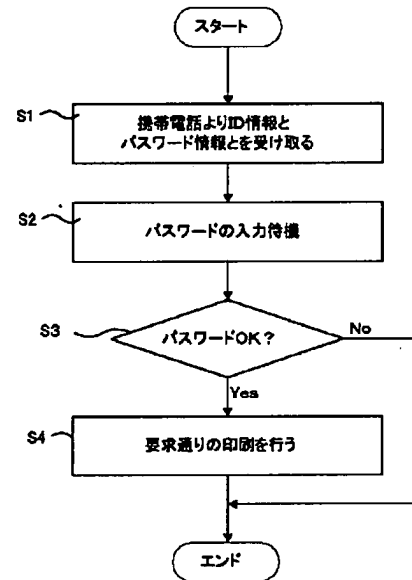 スタート
S1
携帯電話よりID情報と
パスワード情報とを受け取る
S2
パスワードの入力待機
S3
パスワードOK?
No
Yes
S4
要求通りの印刷を行う
エンド